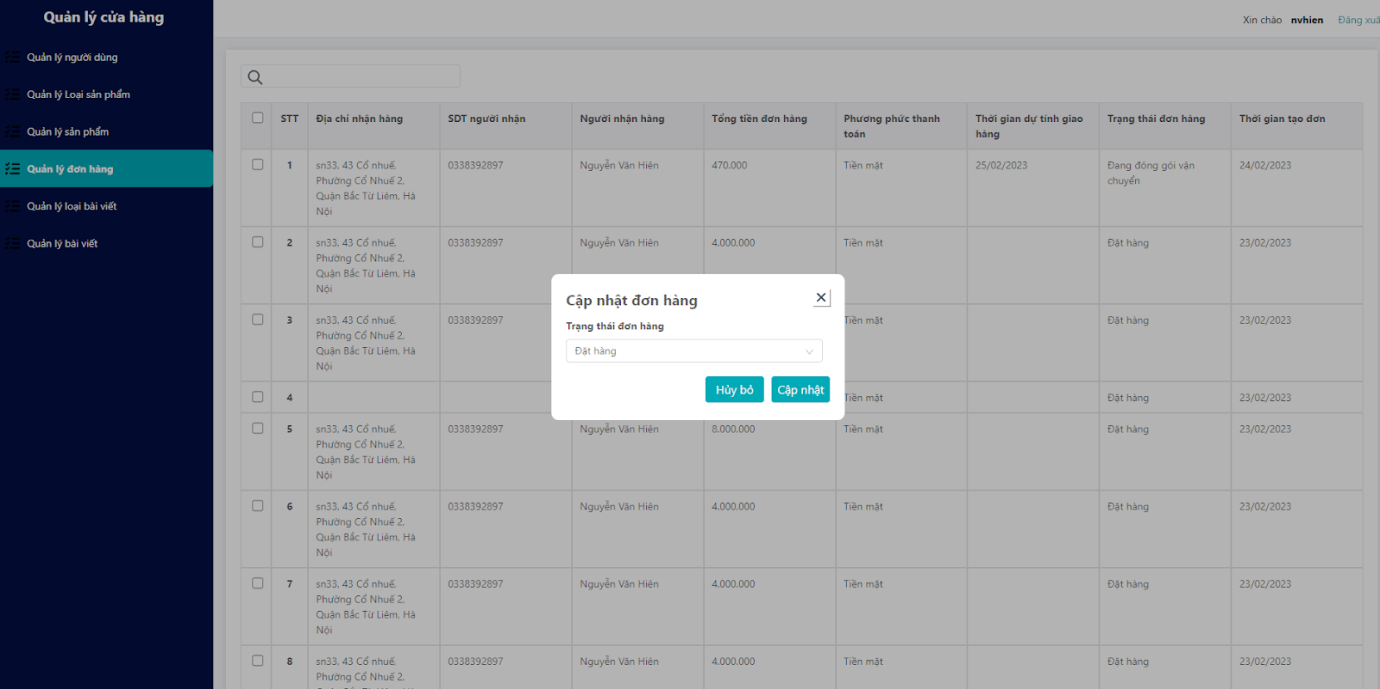 Quản lý cửa hàng
Xin chào nvhien Đăng xuấ
Quản lý người dùng
Quản lý Loại sản phẩm
Quản lý sản phẩm
Quản lý đơn hàng
Quản lý loại bài viết
Quản lý bài viết
STT Địa chỉ nhận hàng SDT người nhận Người nhận hàng Tổng tiền đơn hàng Phương phức thanh Thời gian dự tính giao Trạng thái đơn hàng Thời gian tạo đơn
toán hàng
1 sn33, 43 Cổ nhuế, 0338392897 Nguyễn Văn Hiên 470.000 Tiền mặt 25/02/2023 Đang đóng gói vận 24/02/2023
Phường Cổ Nhuế 2, chuyển
Quận Bắc Từ Liêm, Hà
Nội
2 sn33, 43 Cổ nhuế, 0338392897 Nguyễn Văn Hiên 4.000.000 Tiền mặt Đặt hàng 23/02/2023
Phường Cổ Nhuế 2,
Quận Bắc Từ Liêm, Hà
Nội
3 sn33, 43 Cổ nhuế, 0338392897 Tiền mặt Đặt hàng 23/02/2023
Phường Cổ Nhuế 2,
Quận Bắc Từ Liêm, Hà
Nội
Cập nhật đơn hàng
Trạng thái đơn hàng
Đặt hàng
Hủy bỏ Cập nhật
4 Tiền mặt Đặt hàng 23/02/2023
5 sn33, 43 Cổ nhuế, 0338392897 Nguyễn Văn Hiên 8.000.000 Tiền mặt Đặt hàng 23/02/2023
Phường Cổ Nhuế 2,
Quận Bắc Từ Liêm, Hà
Nội
6 sn33, 43 Cổ nhuế, 0338392897 Nguyễn Văn Hiên 4.000.000 Tiền mặt Đặt hàng 23/02/2023
Phường Cổ Nhuế 2,
Quận Bắc Từ Liêm, Hà
Nội
7 sn33, 43 Cổ nhuế, 0338392897 Nguyễn Văn Hiên 4.000.000 Tiền mặt Đặt hàng 23/02/2023
Phường Cổ Nhuế 2,
Quận Bắc Từ Liêm, Hà
Nội
8 sn33, 43 Cổ nhuế, 0338392897 Nguyễn Văn Hiên 4.000.000 Tiền mặt Đặt hàng 23/02/2023
Phường Cổ Nhuế 2,